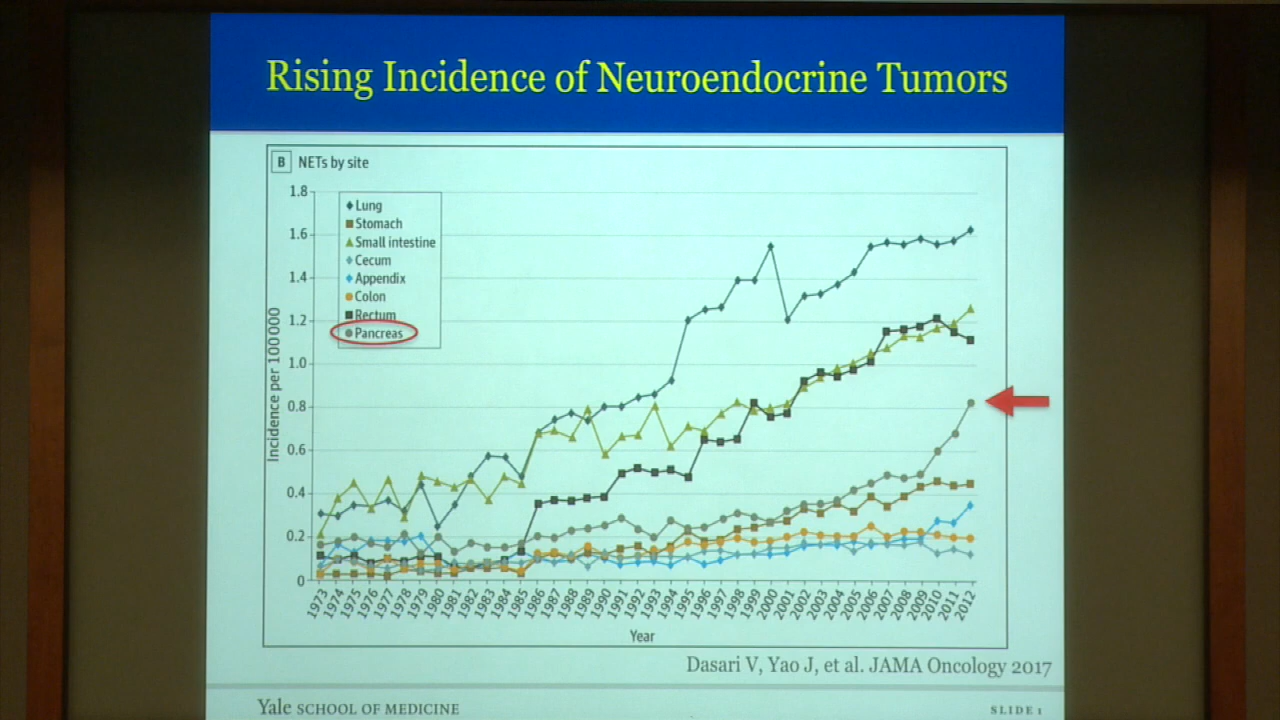 Rising Incidence of Neuroendocrine Tumors
B NETs by site
1.8
1.6
1.4
1.2
1.0
0.8
0.6
0.4
0.2
0
Incidence per 100 000
Lung
Stomach
Small intestine
Cecum
Appendix
Colon
Rectum
Pancreas
1973 1974 1975 1976 1977 1978 1979 1980 1981 1982 1983 1984 1985 1986 1987 1988 1989 1990 1991 1992 1993 1994 1995 1996 1997 1998 1999 2000 2001 2002 2003 2004 2005 2006 2007 2008 2009 2010 2011 2012
Year
Dasari V, Yao J, et al. JAMA Oncology 2017
Yale SCHOOL OF MEDICINE
SLIDE 1